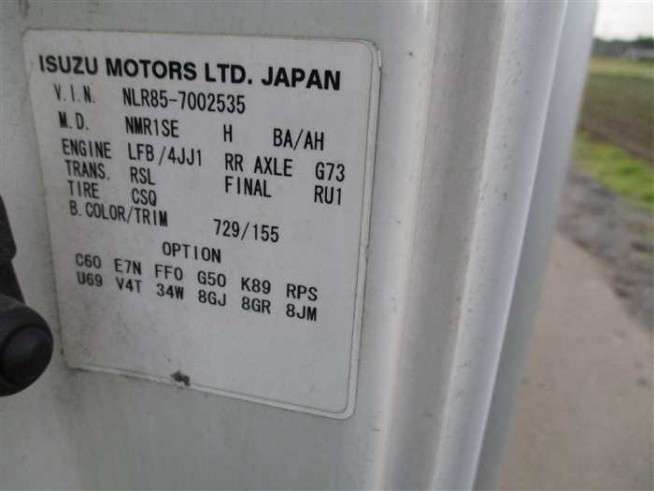 ISUZU MOTORS LTD. JAPAN
V.I.N. NLR85-7002535
M.D. NMR1SE H BA/AH
ENGINE LFB/4JJ1 RR AXLE G73
TRANS. RSL FINAL RU1
TIRE CSQ
B.COLOR/TRIM 729/155
OPTION
C60 E7N FF0 G50 K89 RPS
U69 V4T 34W 8GJ 8GR 8JM